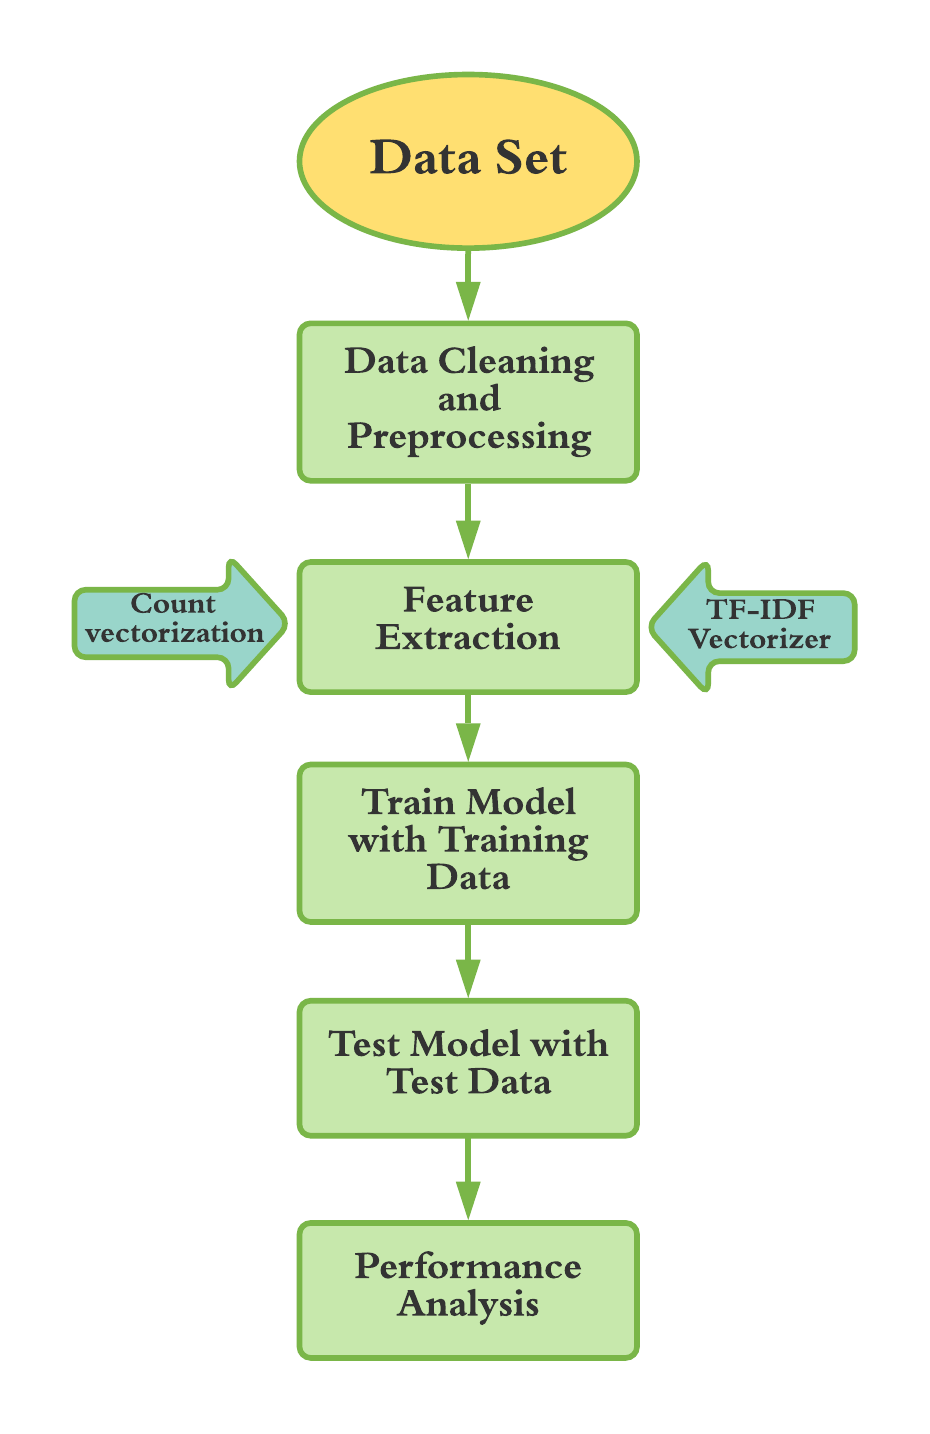 Data Set
Data Cleaning
and
Preprocessing
Count
vectorization
Feature
Extraction
TF-IDF
Vectorizer
Train Model
with Training
Data
Test Model with
Test Data
Performance
Analysis